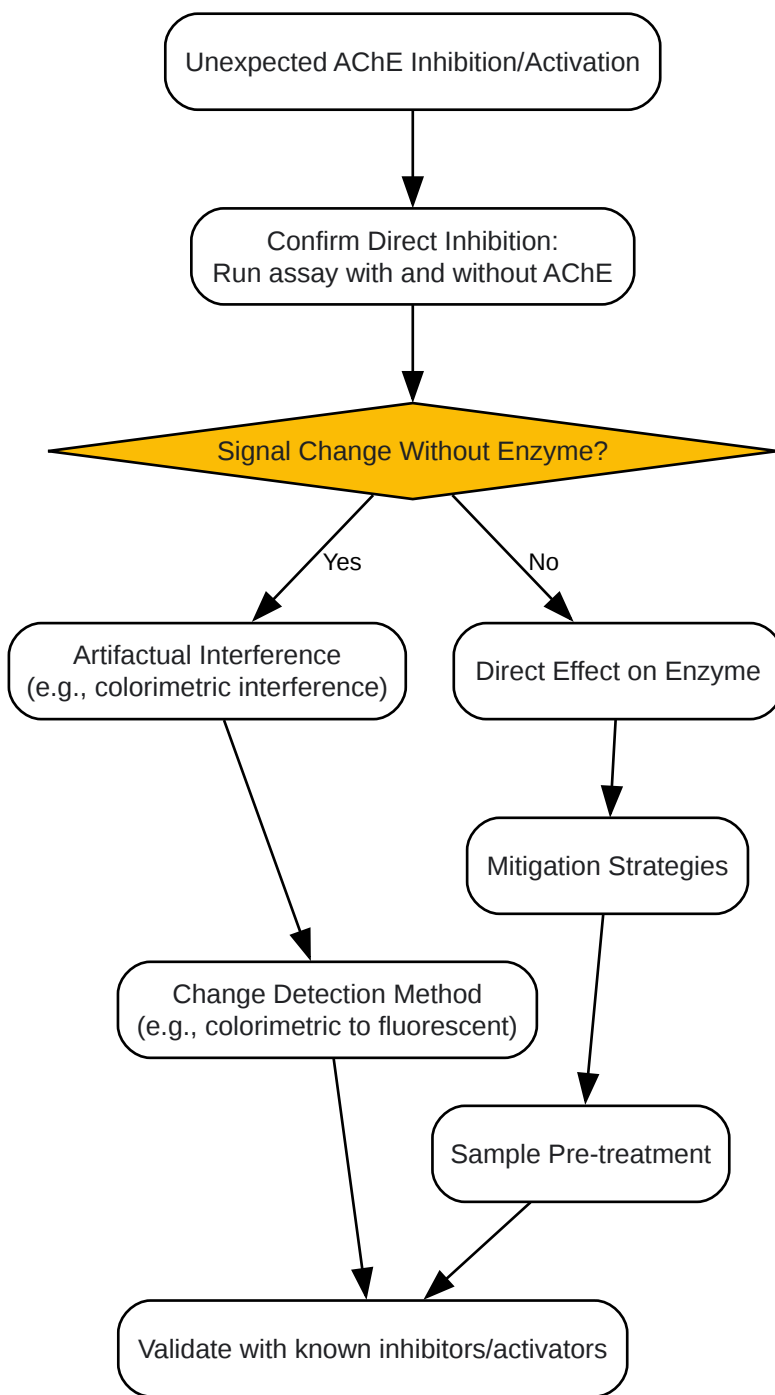 Unexpected AChE Inhibition/Activation
Confirm Direct Inhibition:
Run assay with and without AChE
Signal Change Without Enzyme?
Yes
No
Artifactual Interference
(e.g., colorimetric interference)
Direct Effect on Enzyme
Mitigation Strategies
Change Detection Method
(e.g., colorimetric to fluorescent)
Sample Pre-treatment
Validate with known inhibitors/activators